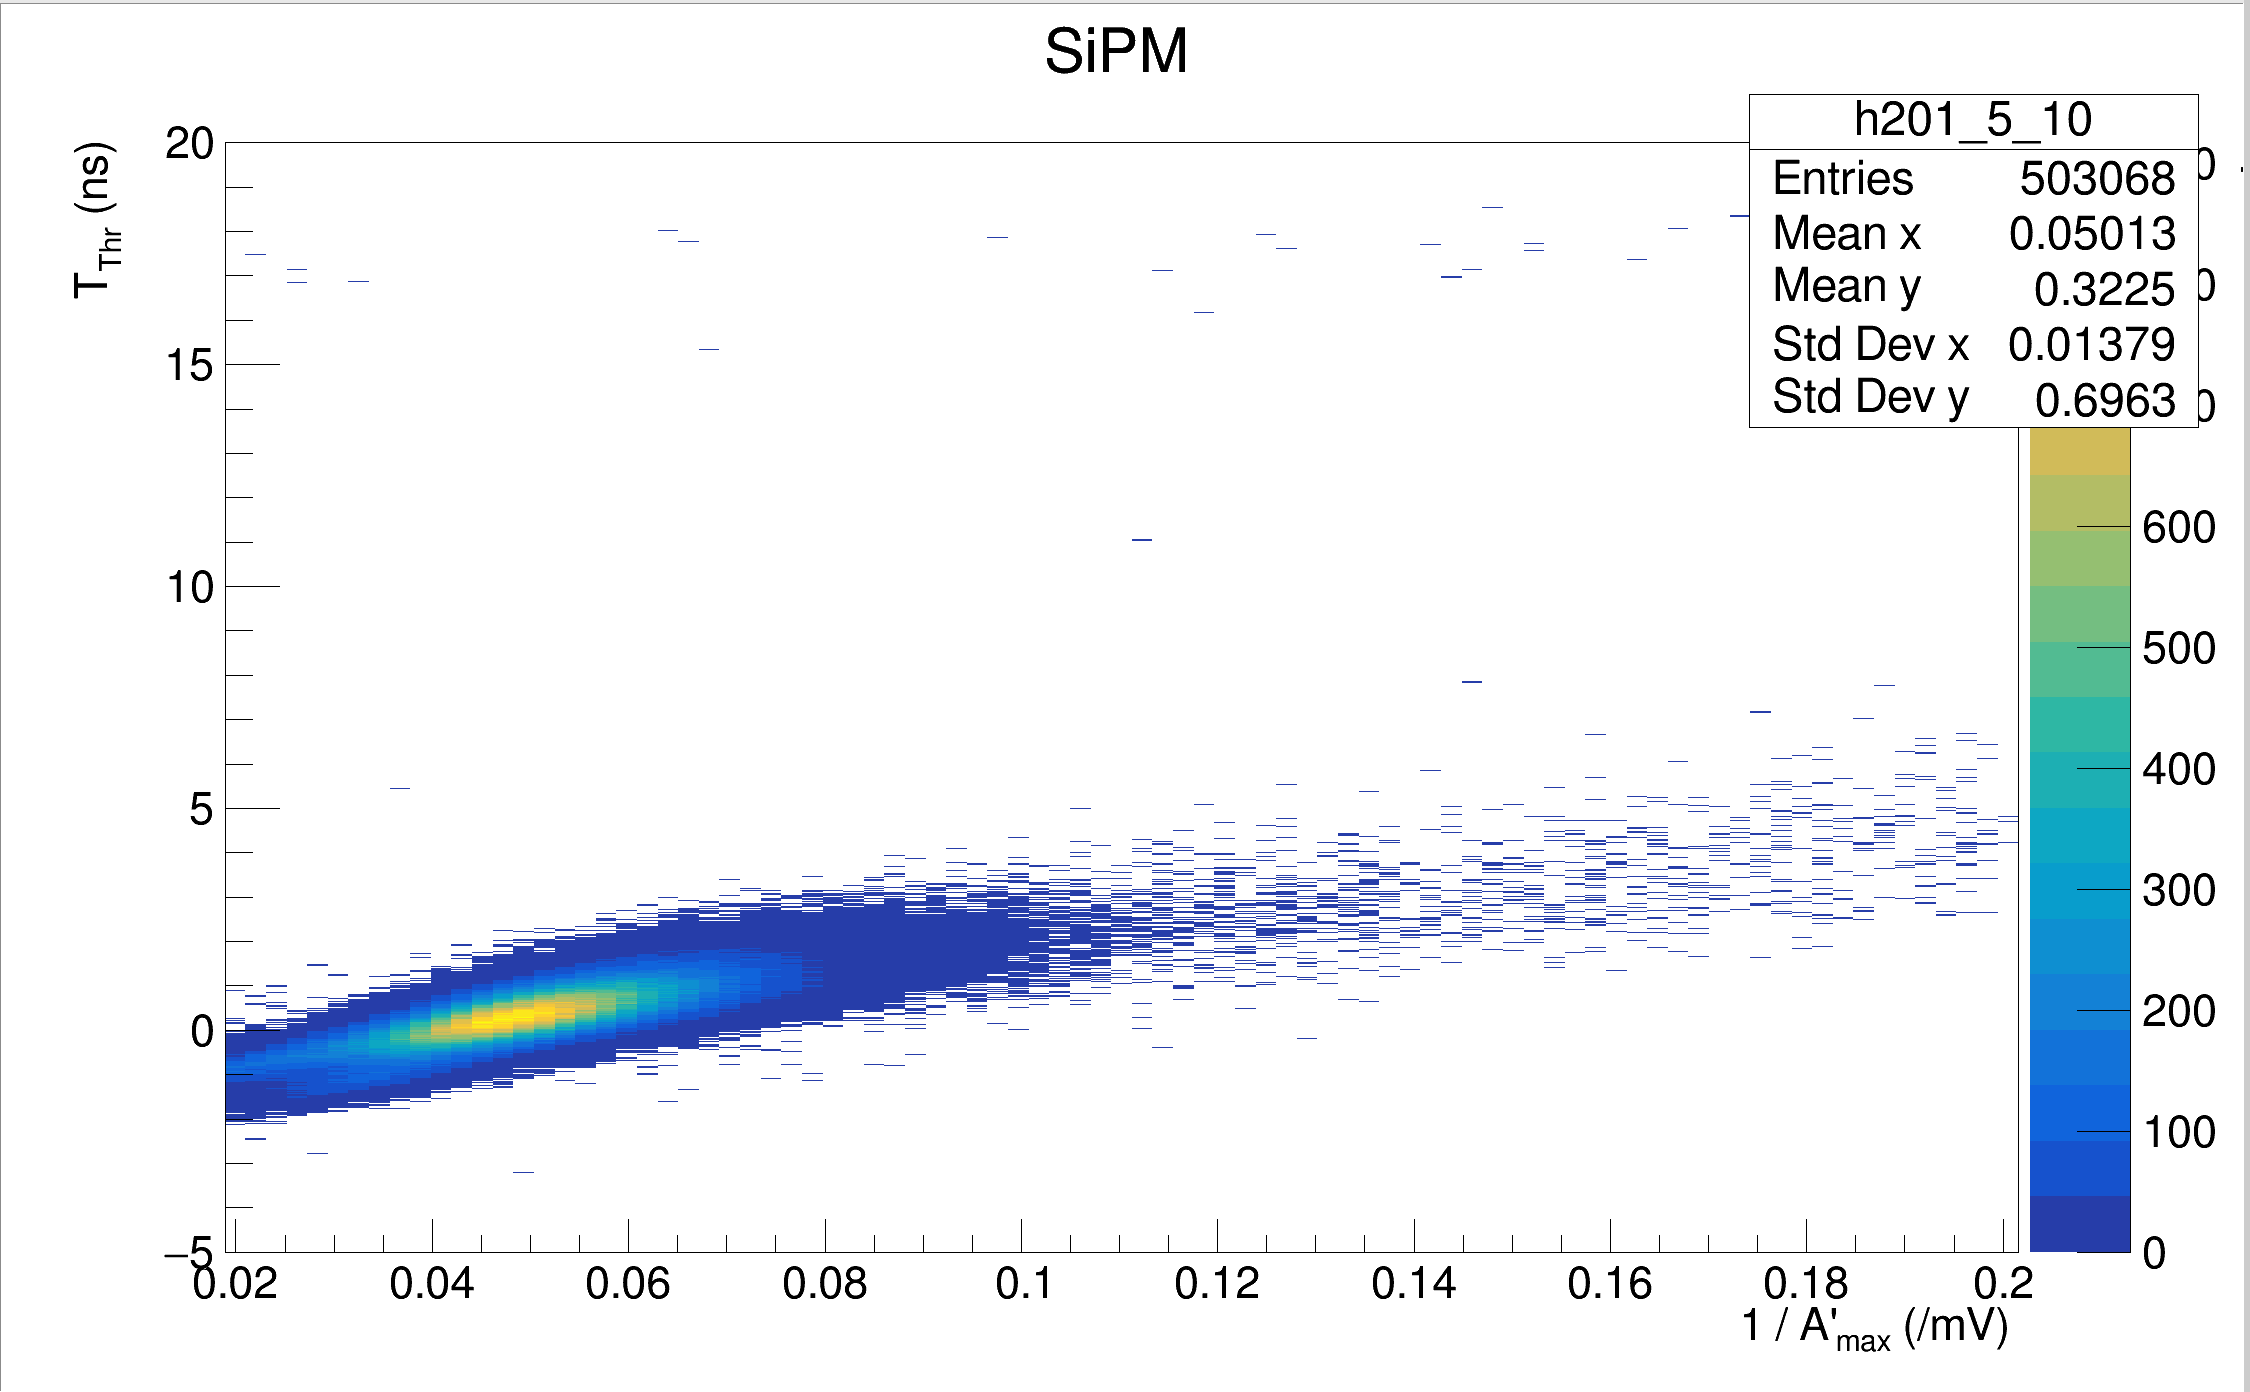 SiPM
h201_5_10
Entries 503068
Mean x 0.05013
Mean y 0.3225
Std Dev x 0.01379
Std Dev y 0.6963
T_Thr (ns)
20
15
10
5
0
−5
0.02 0.04 0.06 0.08 0.1 0.12 0.14 0.16 0.18 0.2
1 / A'max (/mV)
600
500
400
300
200
100
0